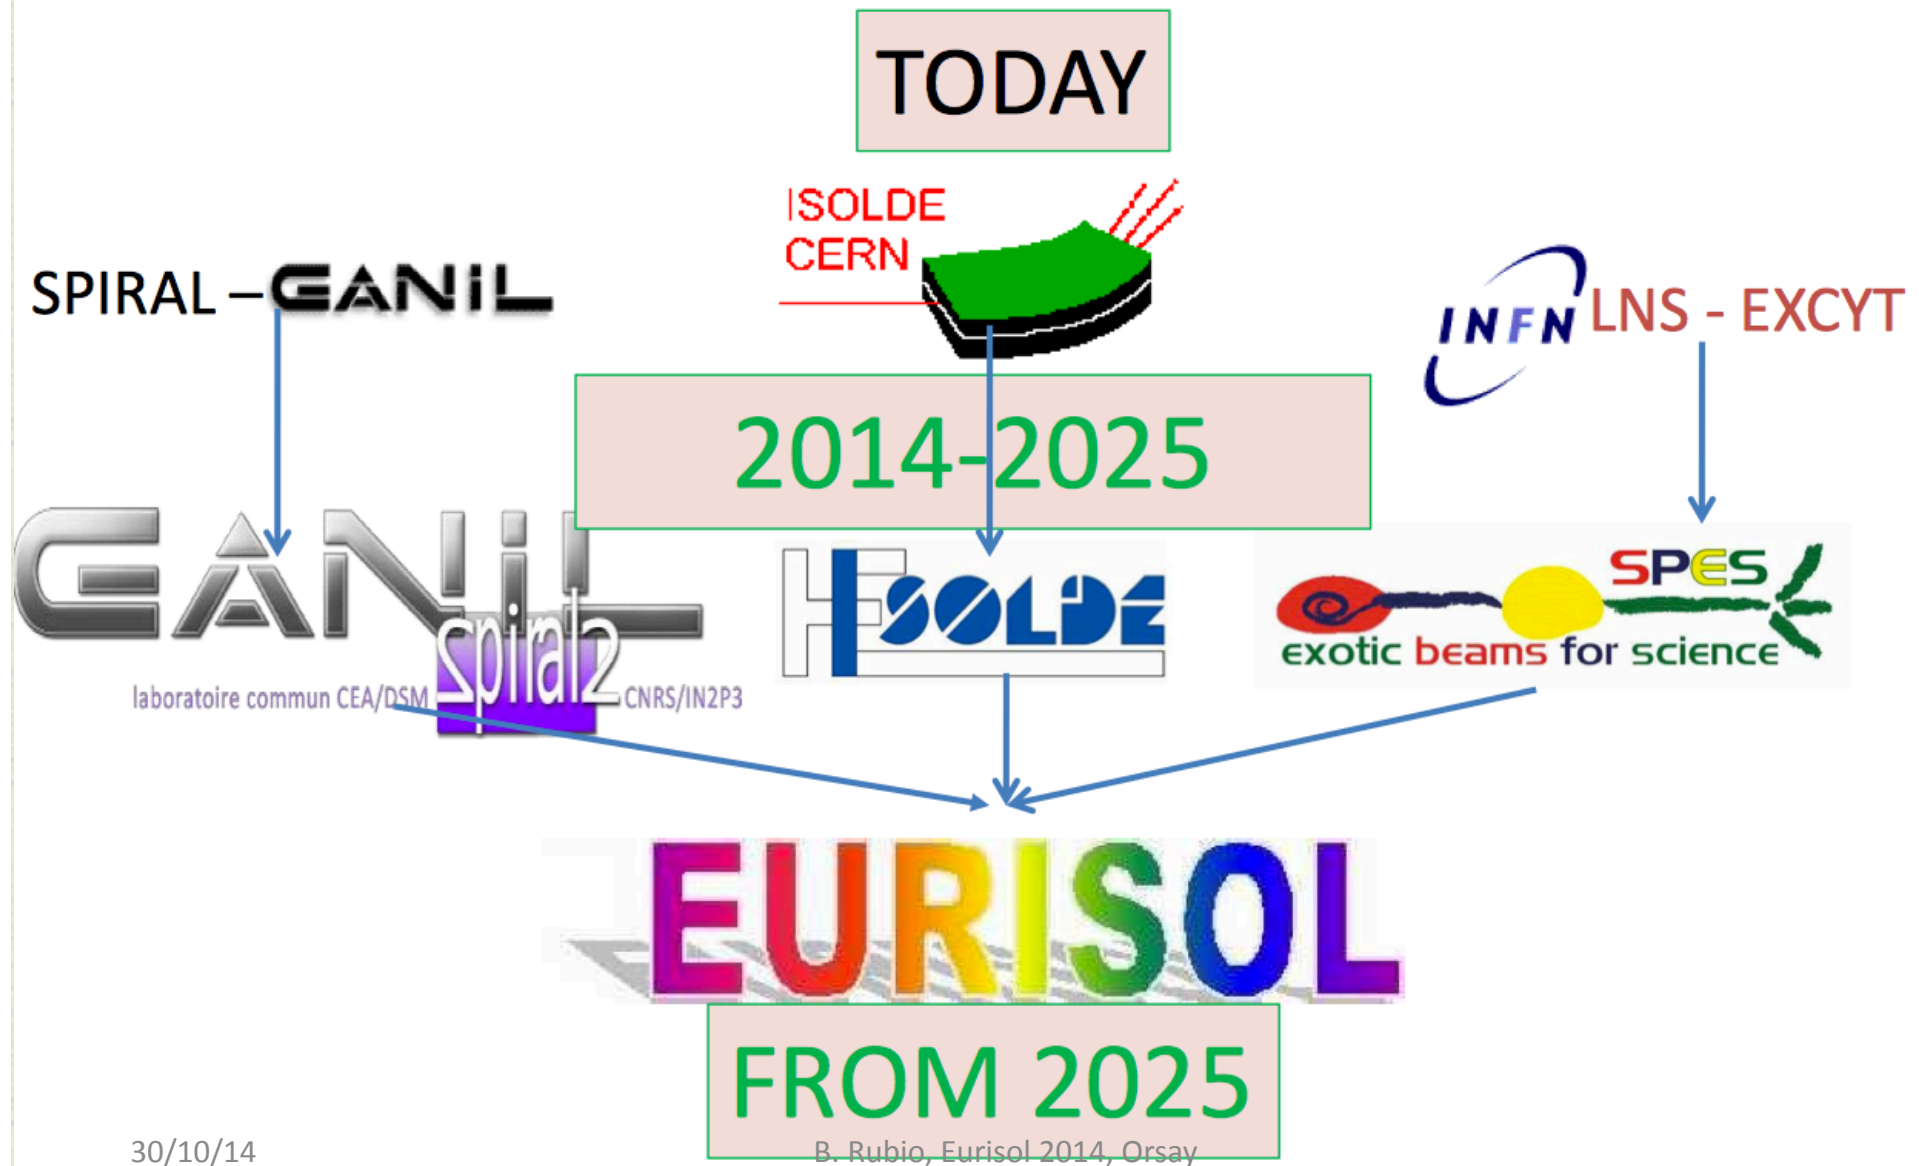 TODAY
ISOLDE
CERN
SPIRAL – GANIL
INFN LNS - EXCYT
2014-2025
GANIL
spiral2
laboratoire commun CEA/DSM
CNRS/IN2P3
HE ISOLDE
SPES
exotic beams for science
EURISOL
FROM 2025
30/10/14
B. Rubio, Eurisol 2014, Orsay